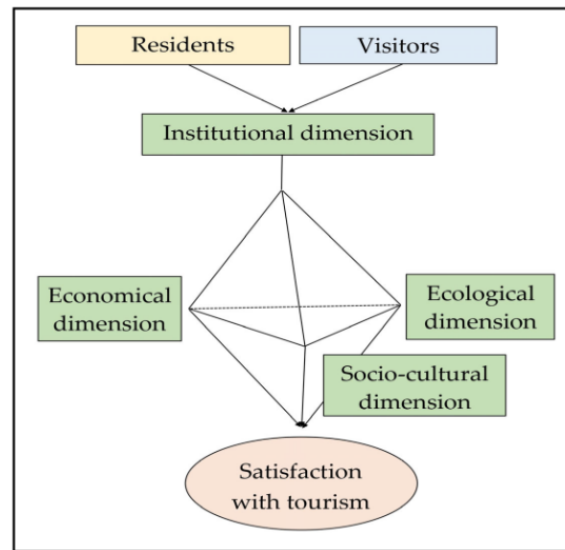 Residents
Visitors
Institutional dimension
Economical
dimension
Ecological
dimension
Socio-cultural
dimension
Satisfaction
with tourism